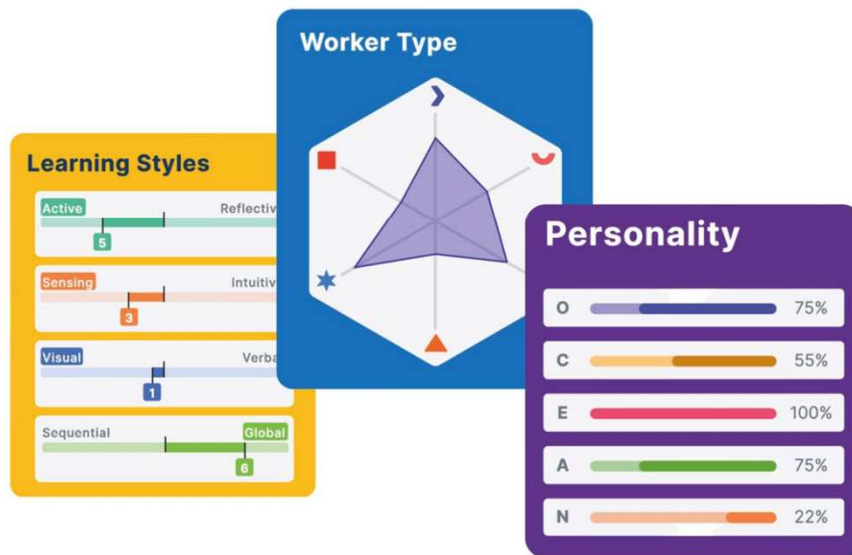 Learning Styles
Active
Reflectiv
5
Sensing
Intuitiv
3
Visual
Verba
1
Sequential
Global
6
Worker Type
Personality
O 75%
C 55%
E 100%
A 75%
N 22%